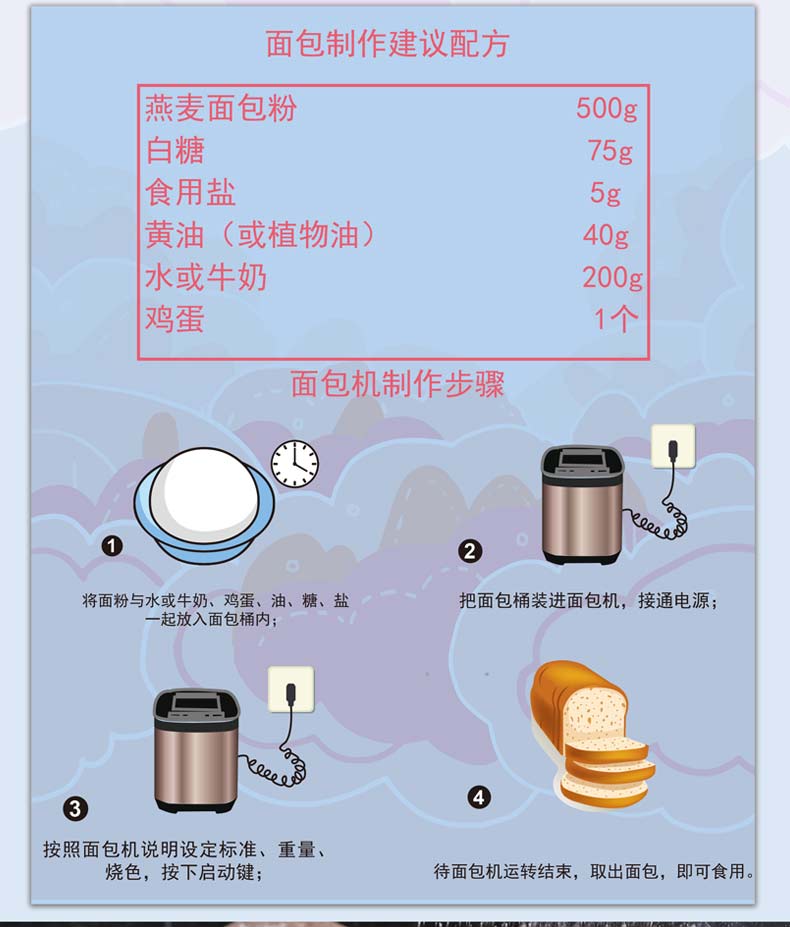 面包制作建议配方
燕麦面包粉 500g
白糖 75g
食用盐 5g
黄油（或植物油） 40g
水或牛奶 200g
鸡蛋 1个
面包机制作步骤
1
将面粉与水或牛奶、鸡蛋、油、糖、盐
一起放入面包桶内；
2
把面包桶装进面包机，接通电源；
3
按照面包机说明设定标准、重量、
烧色，按下启动键；
4
待面包机运转结束，取出面包，即可食用。